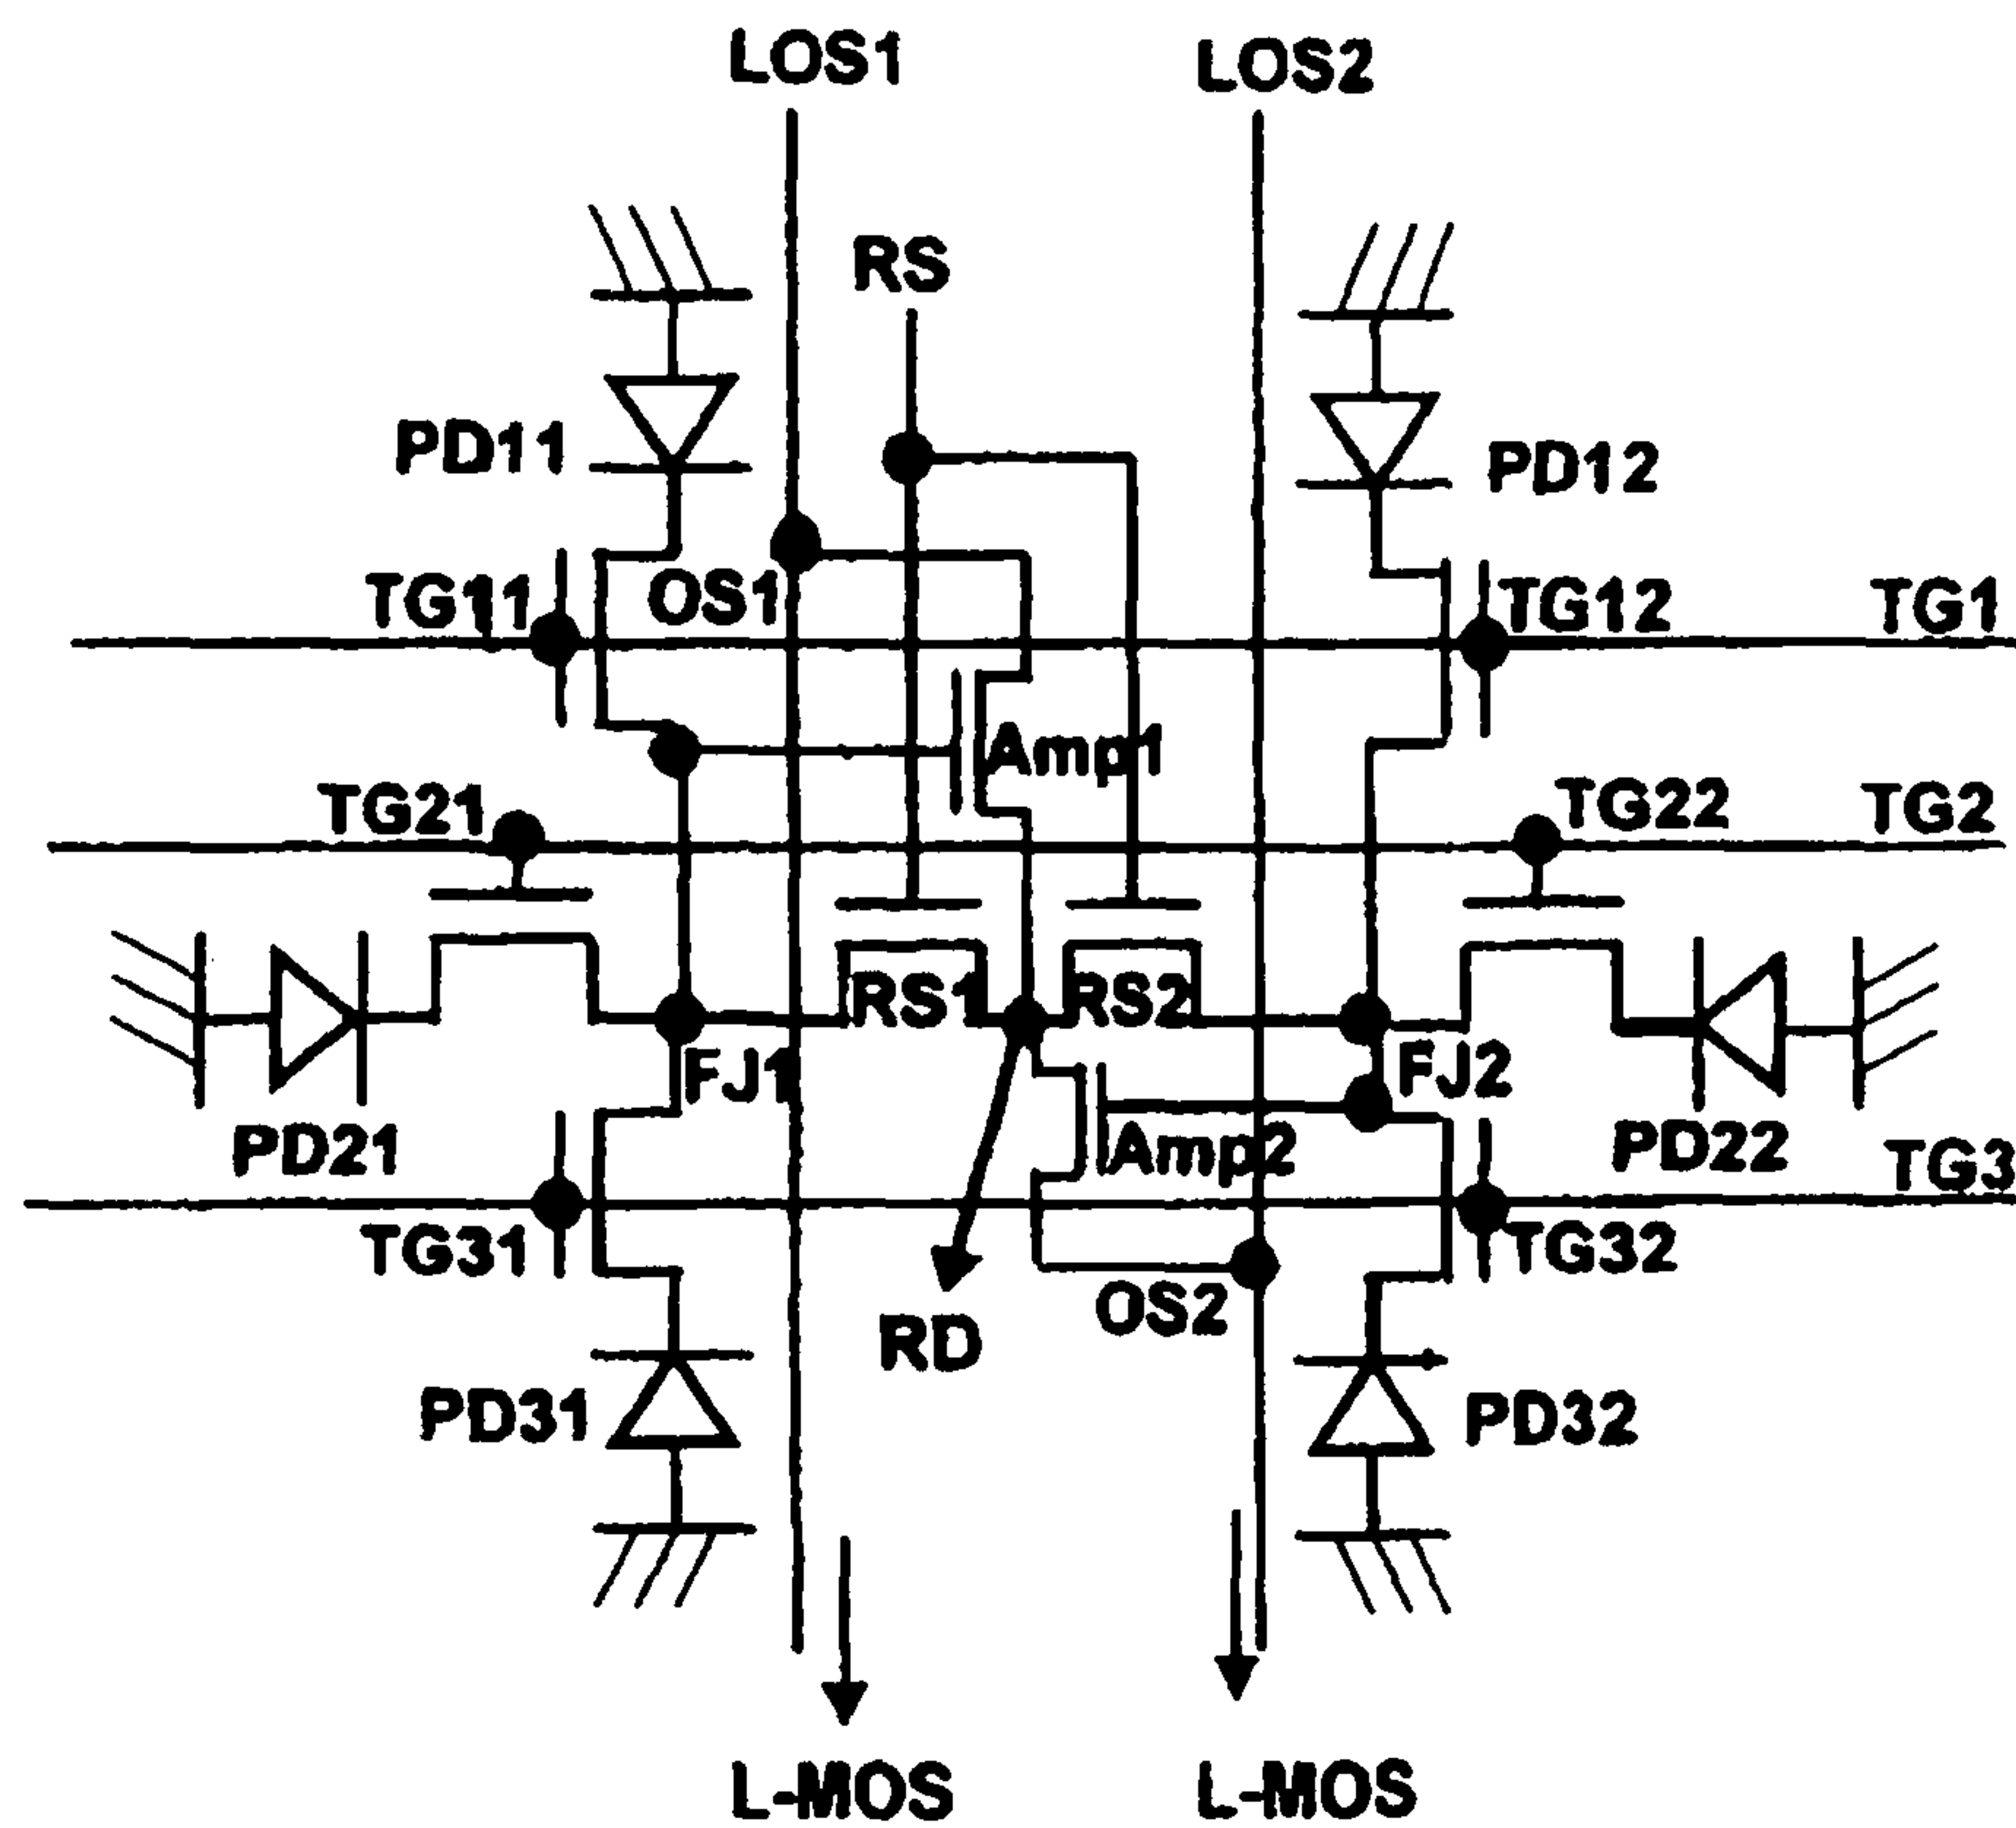 LOS1 LOS2
RS
PD11 PD12
TG11 OS1 TG12 TG1
Amp1
TG21 TG22 TG2
RS1 RS2
FJ1 FJ2
PD21 Amp2 PD22 TG3
TG31 TG32
OS2
RD
PD31 PD32
L-MOS L-MOS